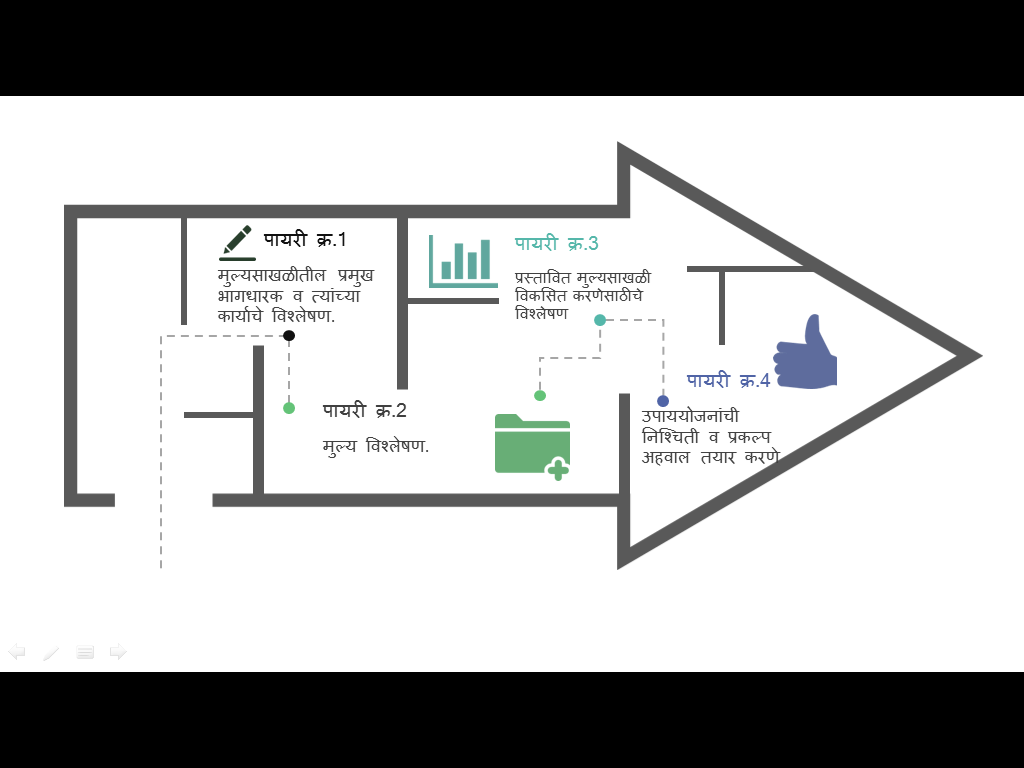 पायरी क्र.1
मुल्यसाखळीतील प्रमुख
भागधारक व त्यांच्या
कार्याचे विश्लेषण.
पायरी क्र.2
मुल्य विश्लेषण.
पायरी क्र.3
प्रस्तावित मुल्यसाखळी
विकसित करणेसाठीचे
विश्लेषण
पायरी क्र.4
उपाययोजनांची
निश्चिती व प्रकल्प
अहवाल तयार करणे